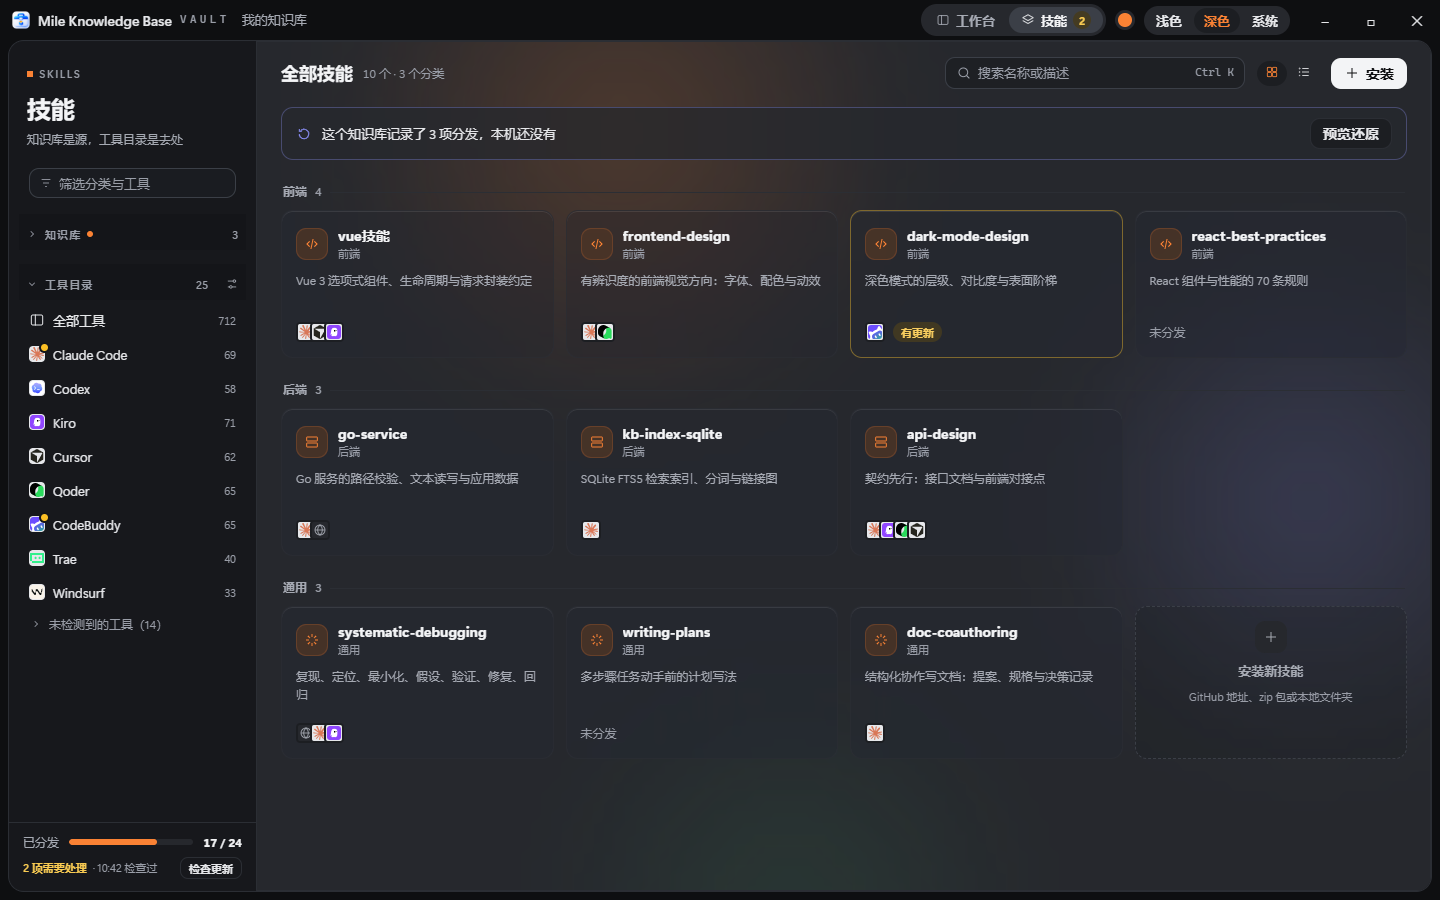 Mile Knowledge Base VAULT 我的知识库
工作台 技能 2 浅色 深色 系统
SKILLS
技能
知识库是源，工具目录是去处
筛选分类与工具
知识库 3
工具目录 25
全部工具 712
Claude Code 69
Codex 58
Kiro 71
Cursor 62
Qoder 65
CodeBuddy 65
Trae 40
Windsurf 33
未检测到的工具 (14)
已分发 17 / 24
2 项需要处理 · 10:42 检查过 检查更新
全部技能 10 个 · 3 个分类
搜索名称或描述 Ctrl K
安装
这个知识库记录了 3 项分发，本机还没有
预览还原
前端 4
vue技能
前端
Vue 3 选项式组件、生命周期与请求封装约定
frontend-design
前端
有辨识度的前端视觉方向：字体、配色与动效
dark-mode-design
前端
深色模式的层级、对比度与表面阶梯
有更新
react-best-practices
前端
React 组件与性能的 70 条规则
未分发
后端 3
go-service
后端
Go 服务的路径校验、文本读写与应用数据
kb-index-sqlite
后端
SQLite FTS5 检索索引、分词与链接图
api-design
后端
契约先行：接口文档与前端对接点
通用 3
systematic-debugging
通用
复现、定位、最小化、假设、验证、修复、回
归
writing-plans
通用
多步骤任务动手前的计划写法
未分发
doc-coauthoring
通用
结构化协作写文档：提案、规格与决策记录
安装新技能
GitHub 地址、zip 包或本地文件夹